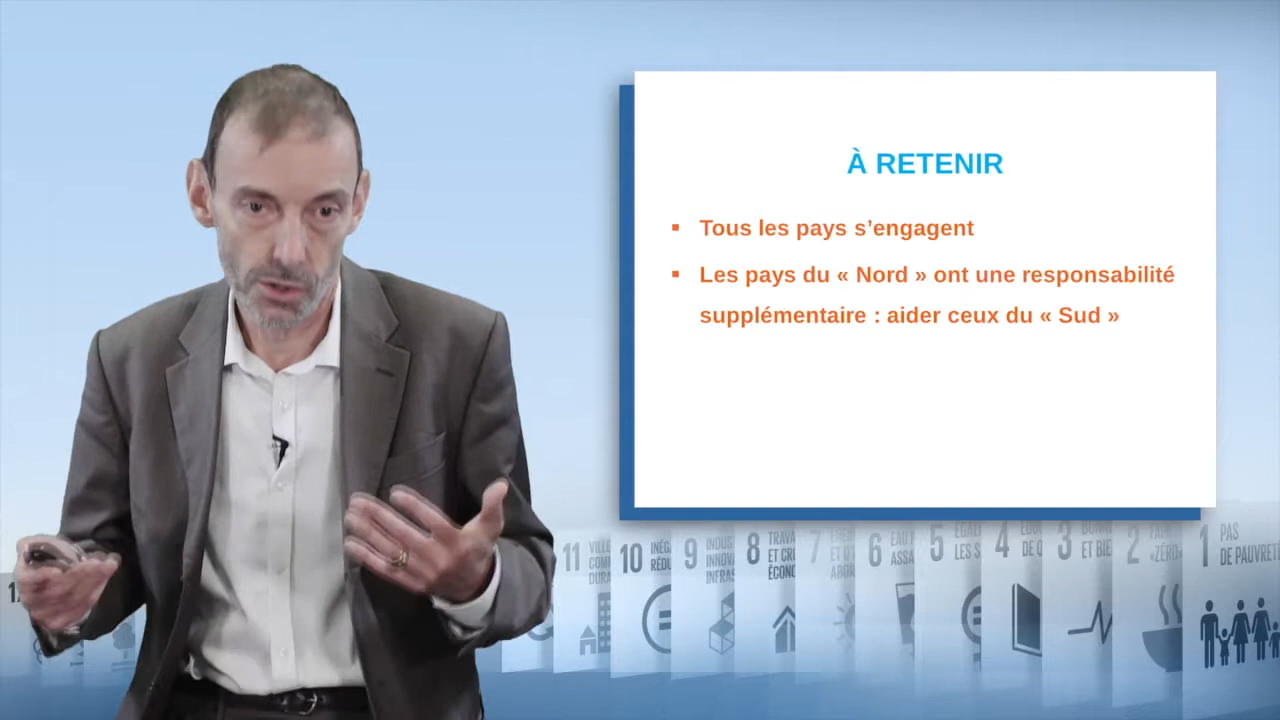 À RETENIR
▪ Tous les pays s’engagent
▪ Les pays du « Nord » ont une responsabilité
supplémentaire : aider ceux du « Sud »
11
10
9
8
7
6
5
4
3
2
1 PAS
DE PAUVRETÉ